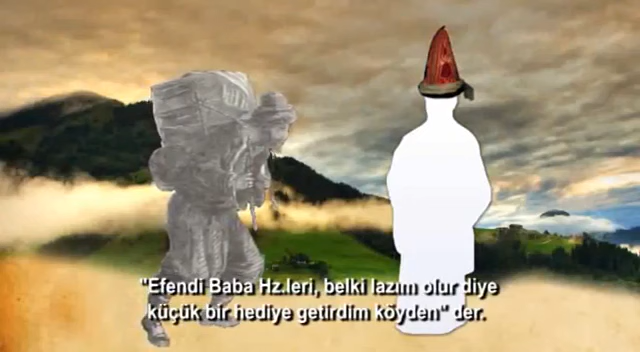 "Efendi Baba Hz.leri, belki lazım olur diye
küçük bir hediye getirdim köyden" der.